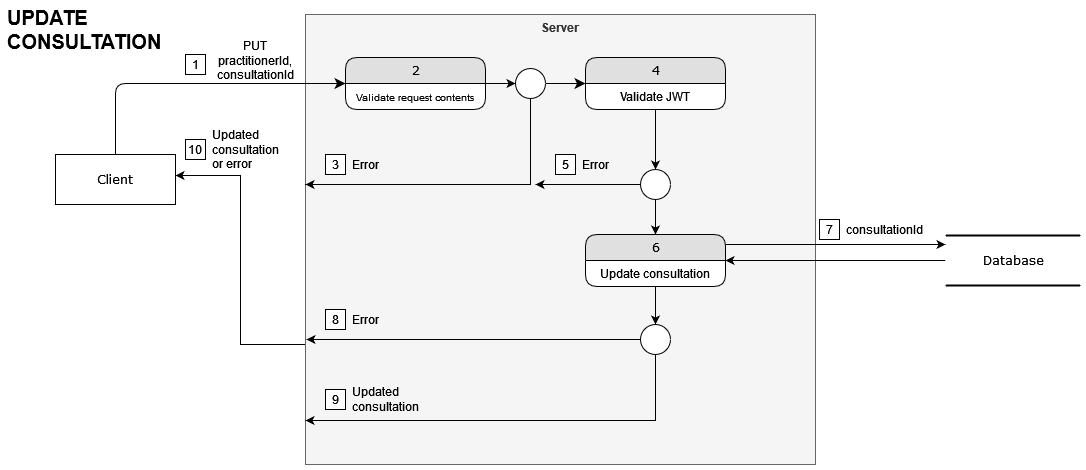 UPDATE
CONSULTATION
Server
1
PUT
practitionerId,
consultationId
2
Validate request contents
4
Validate JWT
10
Updated
consultation
or error
3 Error
5 Error
Client
6
Update consultation
7 consultationId
Database
8 Error
9
Updated
consultation